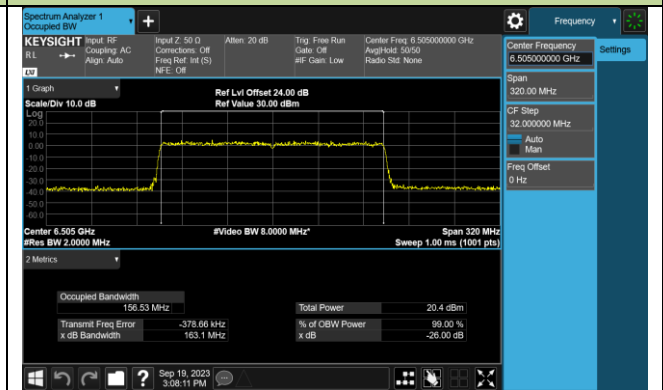 Spectrum Analyzer 1
Occupied BW
+
Frequency
KEYSIGHT
RL
LXI
Input: RF
Coupling: AC
Align: Auto
Input Z: 50 Ω
Corrections: Off
Freq Ref: Int (S)
NFE: Off
Atten: 20 dB
Trig: Free Run
Gate: Off
#IF Gain: Low
Center Freq: 6.505000000 GHz
Avg|Hold: 50/50
Radio Std: None
Center Frequency
6.505000000 GHz
Settings
Span
320.00 MHz
CF Step
32.000000 MHz
Auto
Man
Freq Offset
0 Hz
1 Graph
Scale/Div 10.0 dB
Ref Lvl Offset 24.00 dB
Ref Value 30.00 dBm
Log
20.0
10.0
0.00
-10.0
-20.0
-30.0
-40.0
-50.0
-60.0
Center 6.505 GHz
#Video BW 8.0000 MHz*
Span 320 MHz
#Res BW 2.0000 MHz
Sweep 1.00 ms (1001 pts)
2 Metrics
Occupied Bandwidth
156.53 MHz
Total Power 20.4 dBm
Transmit Freq Error -378.66 kHz
% of OBW Power 99.00 %
x dB Bandwidth 163.1 MHz
x dB -26.00 dB
?
Sep 19, 2023
3:08:11 PM